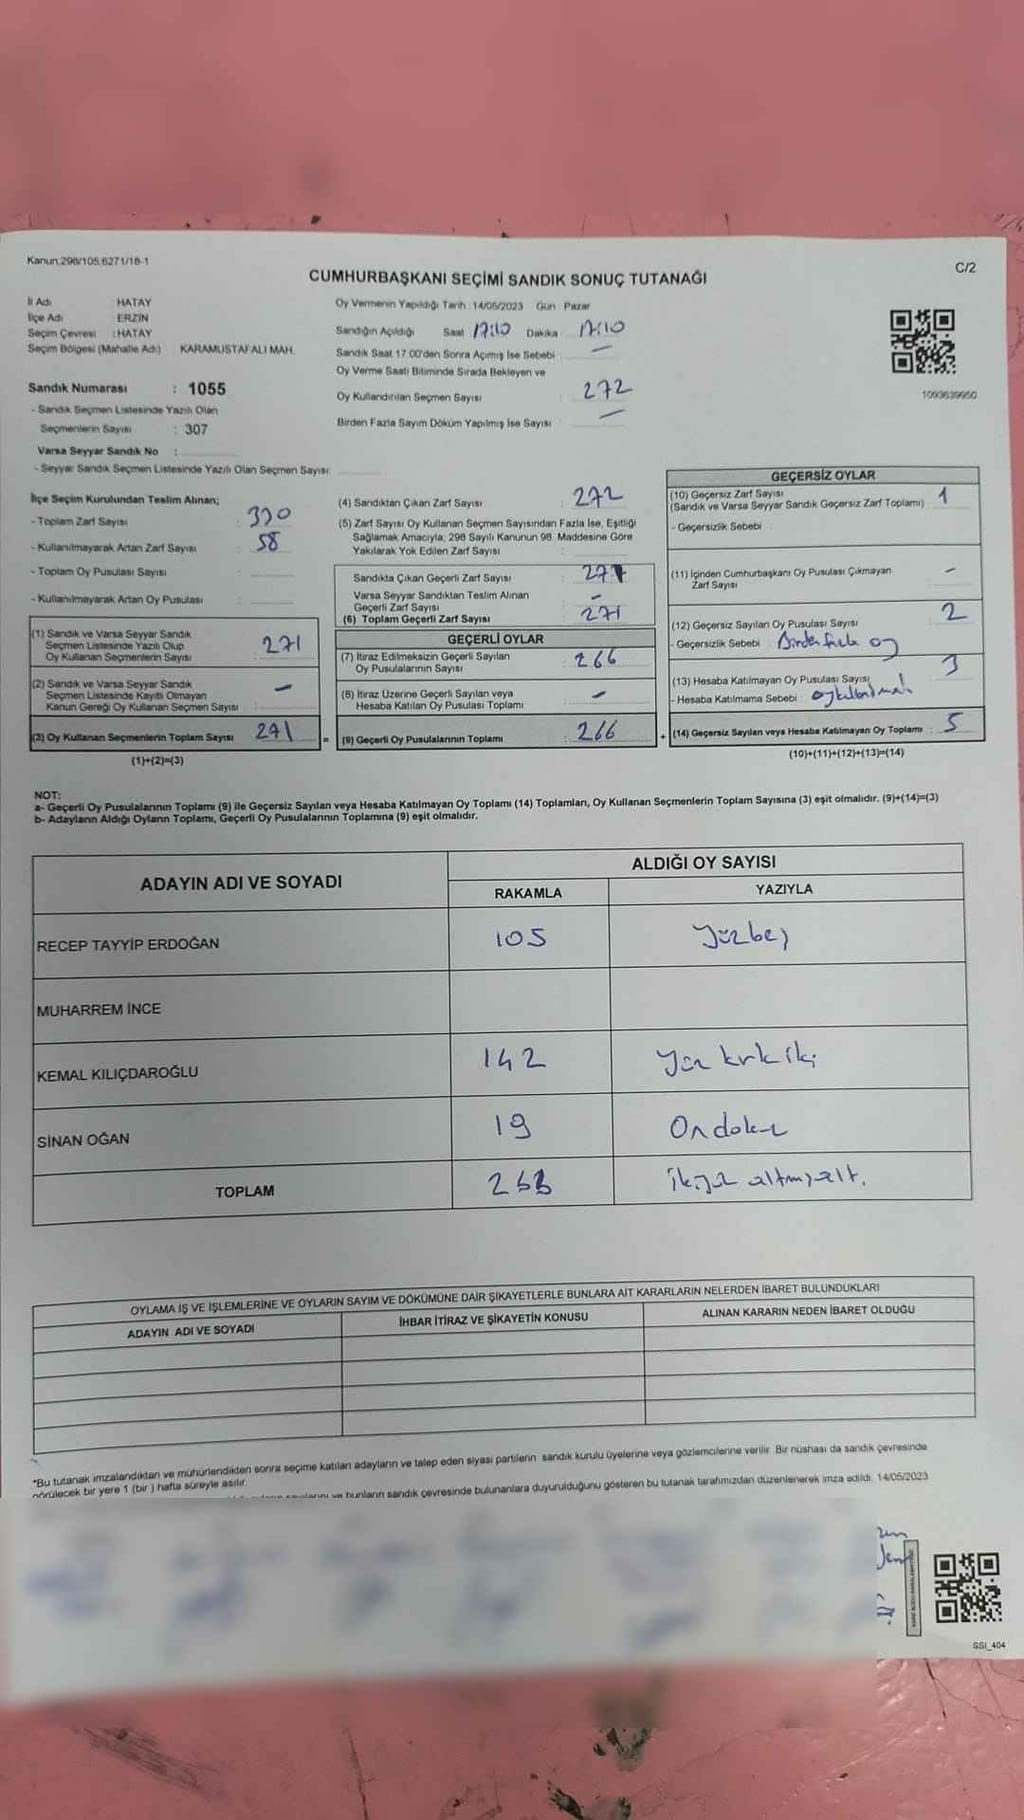 Kanun:298/105,6271/18-1
C/2
CUMHURBAŞKANI SEÇİMİ SANDIK SONUÇ TUTANAĞI
İl Adı HATAY
İlçe Adı ERZİN
Seçim Çevresi : HATAY
Seçim Bölgesi (Mahalle Adı) KARAMUSTAFALI MAH.
Sandık Numarası : 1055
- Sandık Seçmen Listesinde Yazılı Olan
Seçmenlerin Sayısı : 307
Varsa Seyyar Sandık No :
- Seyyar Sandık Seçmen Listesinde Yazılı Olan Seçmen Sayısı:
Oy Vermenin Yapıldığı Tarih : 14/05/2023 Gün : Pazar
Sandığın Açıldığı Saat 17:10 Dakika 17:10
Sandık Saat 17.00'den Sonra Açılmış İse Sebebi : —
Oy Verme Saati Bitiminde Sırada Bekleyen ve
Oy Kullandırılan Seçmen Sayısı : 272
Birden Fazla Sayım Döküm Yapılmış İse Sayısı : —
1093639950
İlçe Seçim Kurulundan Teslim Alınan;
- Toplam Zarf Sayısı : 330
- Kullanılmayarak Artan Zarf Sayısı : 58
- Toplam Oy Pusulası Sayısı :
- Kullanılmayarak Artan Oy Pusulası :
(1) Sandık ve Varsa Seyyar Sandık
Seçmen Listesinde Yazılı Olup
Oy Kullanan Seçmenlerin Sayısı : 271
(2) Sandık ve Varsa Seyyar Sandık
Seçmen Listesinde Kayıtlı Olmayan
Kanun Gereği Oy Kullanan Seçmen Sayısı : —
(3) Oy Kullanan Seçmenlerin Toplam Sayısı : 271
(1)+(2)=(3)
(4) Sandıktan Çıkan Zarf Sayısı : 272
(5) Zarf Sayısı Oy Kullanan Seçmen Sayısından Fazla İse, Eşitliği
Sağlamak Amacıyla; 298 Sayılı Kanunun 98. Maddesine Göre
Yakılarak Yok Edilen Zarf Sayısı :
Sandıkta Çıkan Geçerli Zarf Sayısı : 271
Varsa Seyyar Sandıktan Teslim Alınan
Geçerli Zarf Sayısı : —
(6) Toplam Geçerli Zarf Sayısı : 271
GEÇERLİ OYLAR
(7) İtiraz Edilmeksizin Geçerli Sayılan
Oy Pusulalarının Sayısı : 266
(8) İtiraz Üzerine Geçerli Sayılan veya
Hesaba Katılan Oy Pusulası Toplamı : —
= (9) Geçerli Oy Pusulalarının Toplamı : 266
GEÇERSİZ OYLAR
(10) Geçersiz Zarf Sayısı
(Sandık ve Varsa Seyyar Sandık Geçersiz Zarf Toplamı) : 1
- Geçersizlik Sebebi :
(11) İçinden Cumhurbaşkanı Oy Pusulası Çıkmayan
Zarf Sayısı : -
(12) Geçersiz Sayılan Oy Pusulası Sayısı : 2
- Geçersizlik Sebebi : Birden fazla oy
(13) Hesaba Katılmayan Oy Pusulası Sayısı : 3
- Hesaba Katılmama Sebebi :
+ (14) Geçersiz Sayılan veya Hesaba Katılmayan Oy Toplamı : 5
(10)+(11)+(12)+(13)=(14)
NOT:
a- Geçerli Oy Pusulalarının Toplamı (9) ile Geçersiz Sayılan veya Hesaba Katılmayan Oy Toplamı (14) Toplamları, Oy Kullanan Seçmenlerin Toplam Sayısına (3) eşit olmalıdır. (9)+(14)=(3)
b- Adayların Aldığı Oyların Toplamı, Geçerli Oy Pusulalarının Toplamına (9) eşit olmalıdır.
ADAYIN ADI VE SOYADI
ALDIĞI OY SAYISI
RAKAMLA YAZIYLA
RECEP TAYYİP ERDOĞAN 105 Yüzbeş
MUHARREM İNCE
KEMAL KILIÇDAROĞLU 142 Yüz kırk iki
SİNAN OĞAN 19 Ondokuz
TOPLAM 266 ikiyüz altmışaltı
OYLAMA İŞ VE İŞLEMLERİNE VE OYLARIN SAYIM VE DÖKÜMÜNE DAİR ŞİKAYETLERLE BUNLARA AİT KARARLARIN NELERDEN İBARET BULUNDUKLARI
ADAYIN ADI VE SOYADI İHBAR İTİRAZ VE ŞİKAYETİN KONUSU ALINAN KARARIN NEDEN İBARET OLDUĞU
*Bu tutanak imzalandıktan ve mühürlendikten sonra seçime katılan adayların ve talep eden siyasi partilerin sandık kurulu üyelerine veya gözlemcilerine verilir. Bir nüshası da sandık çevresinde
görülecek bir yere 1 (bir ) hafta süreyle asılır.
ve bunların sandık çevresinde bulunanlara duyurulduğunu gösteren bu tutanak tarafımızdan düzenlenerek imza edildi. 14/05/2023
SSI_404